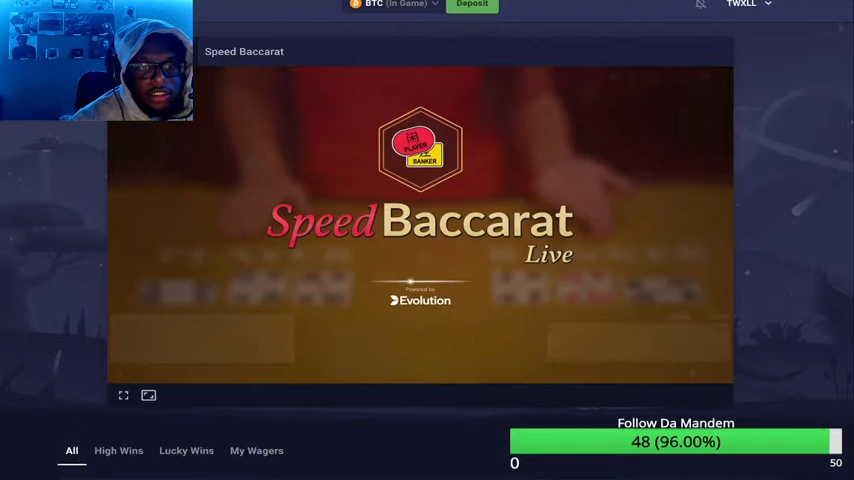 BTC (In Game)
Deposit
TWXLL
Speed Baccarat
闲
PLAYER
BANKER
Speed Baccarat
Live
Powered by
Evolution
Follow Da Mandem
48 (96.00%)
0
50
All
High Wins
Lucky Wins
My Wagers